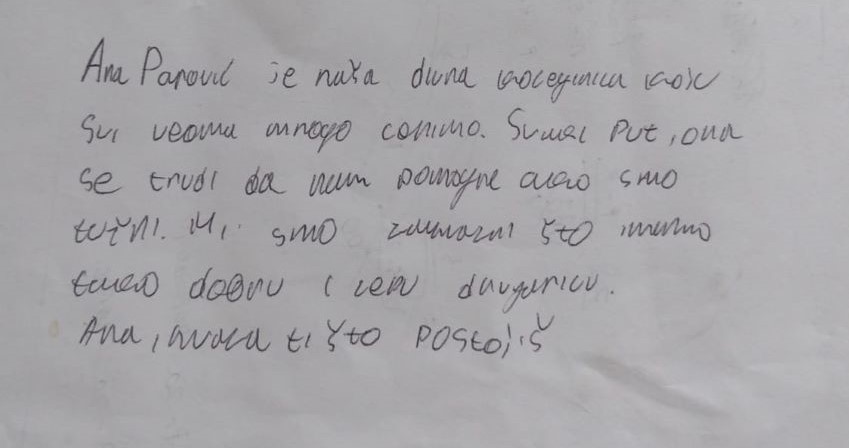 Ana Panović je naša divna koleginica koju
svi veoma mnogo cenimo. Svaki put, ona
se trudi da nam pomogne ako smo
tužni. Mi smo zahvalni što imamo
tako dobru i lepu drugaricu.
Ana, hvala ti što postojiš